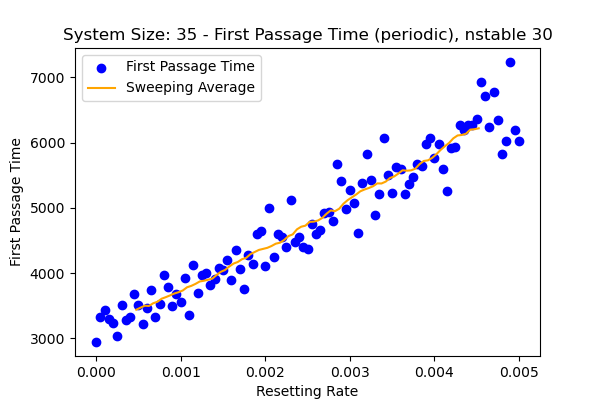 System Size: 35 - First Passage Time (periodic), nstable 30
First Passage Time
Sweeping Average
7000
6000
5000
4000
3000
First Passage Time
0.000 0.001 0.002 0.003 0.004 0.005
Resetting Rate